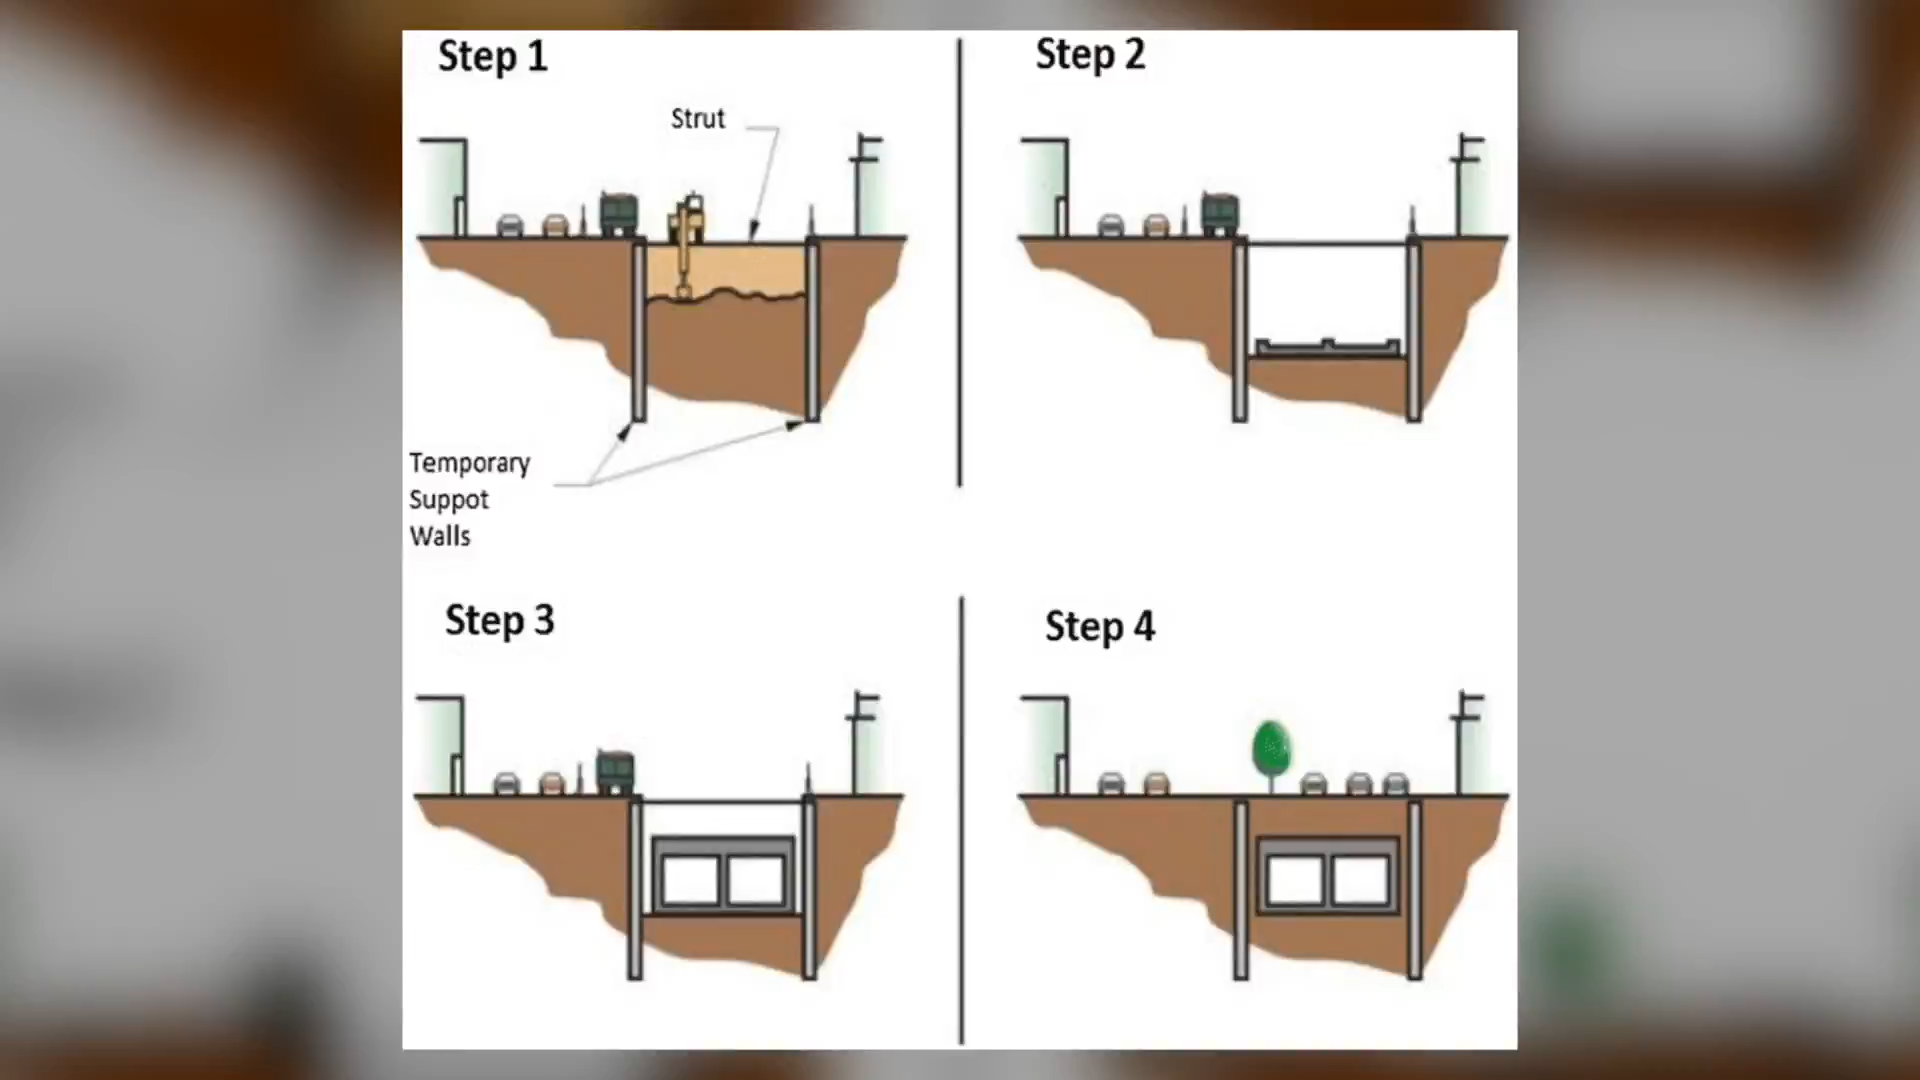 Step 1
Strut
Temporary
Suppot
Walls
Step 2
Step 3
Step 4